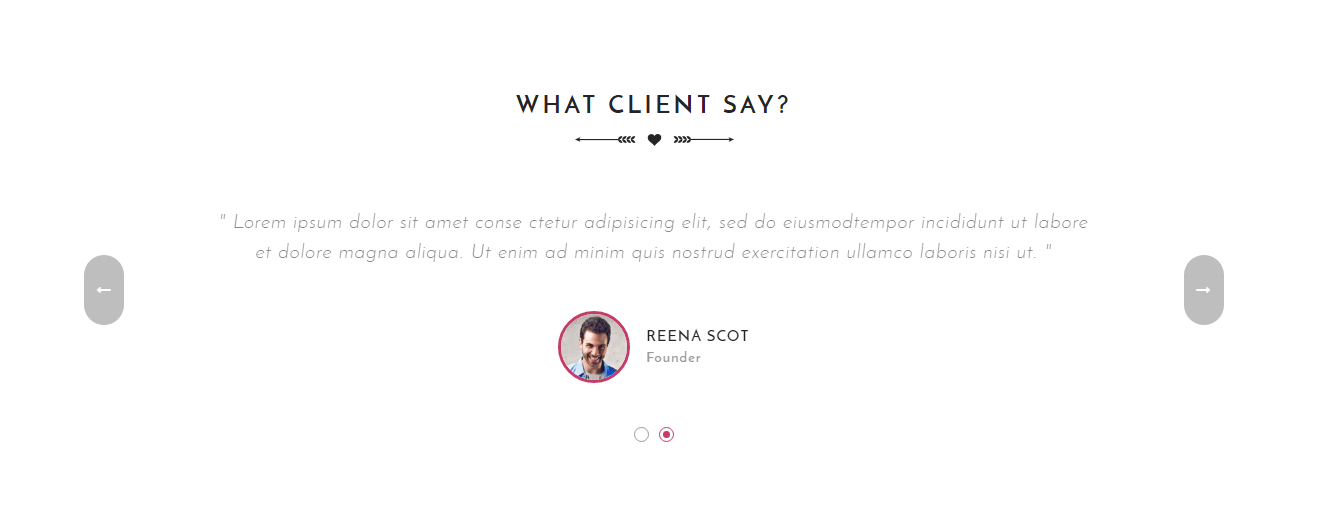 WHAT CLIENT SAY?
" Lorem ipsum dolor sit amet conse ctetur adipisicing elit, sed do eiusmodtempor incididunt ut labore
et dolore magna aliqua. Ut enim ad minim quis nostrud exercitation ullamco laboris nisi ut. "
REENA SCOT
Founder